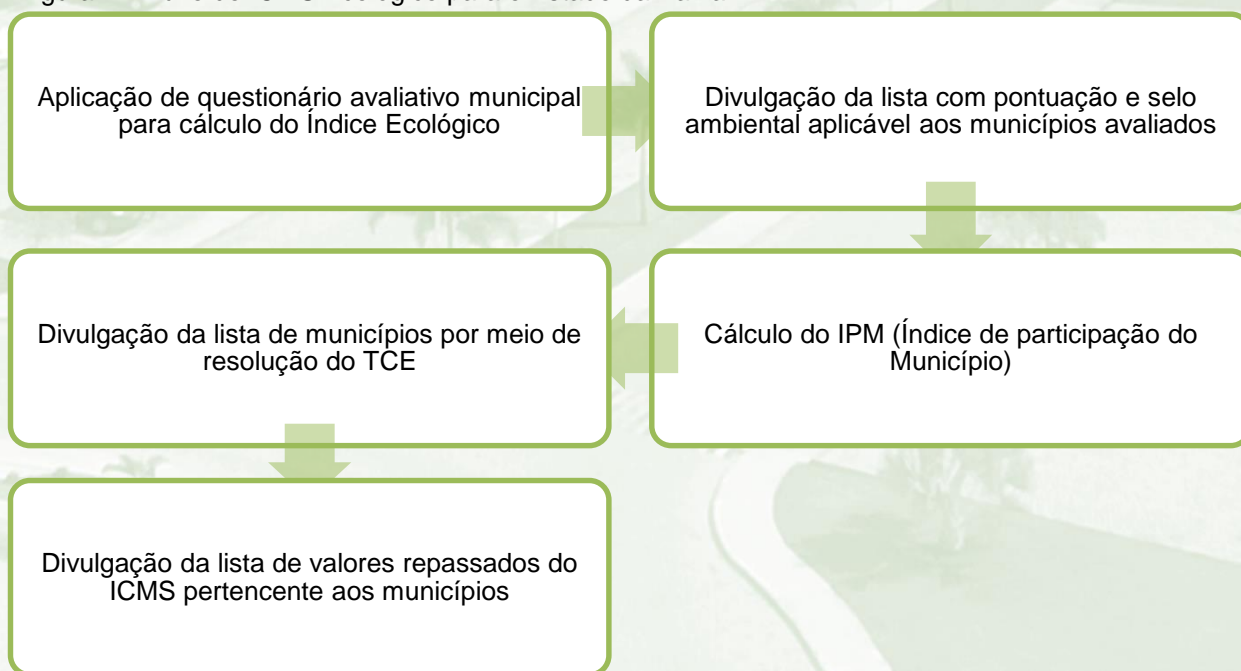 Aplicação de questionário avaliativo municipal
para cálculo do Índice Ecológico
Divulgação da lista com pontuação e selo
ambiental aplicável aos municípios avaliados
Cálculo do IPM (Índice de participação do
Município)
Divulgação da lista de municípios por meio de
resolução do TCE
Divulgação da lista de valores repassados do
ICMS pertencente aos municípios